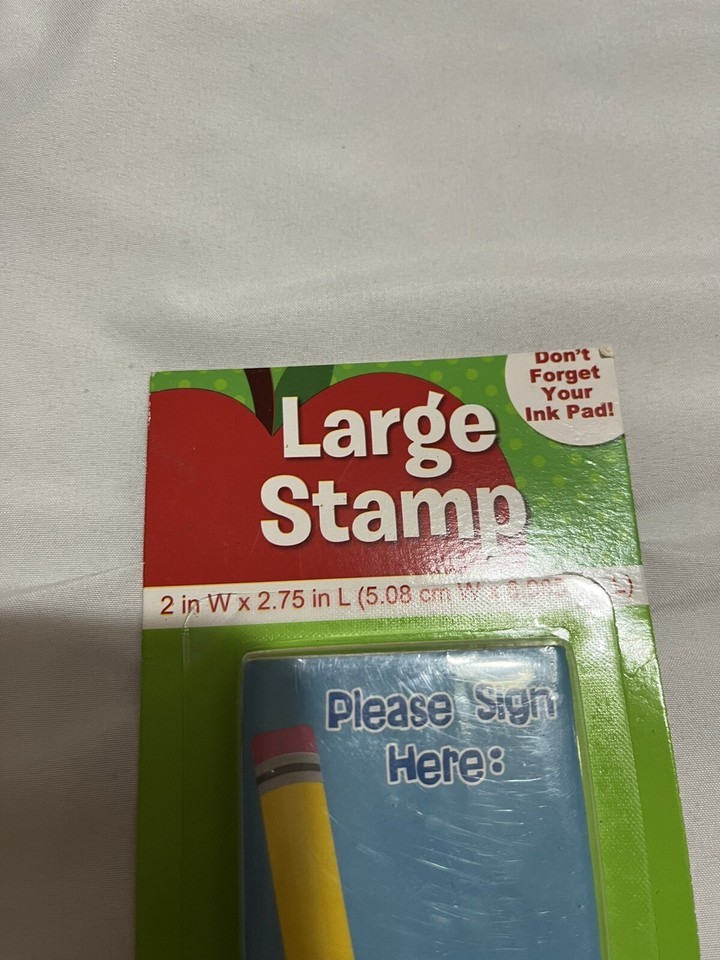 Don't
Forget
Your
Ink Pad!
Large
Stamp
2 in W x 2.75 in L (5.08 cm W x L)
Please Sign
Here: